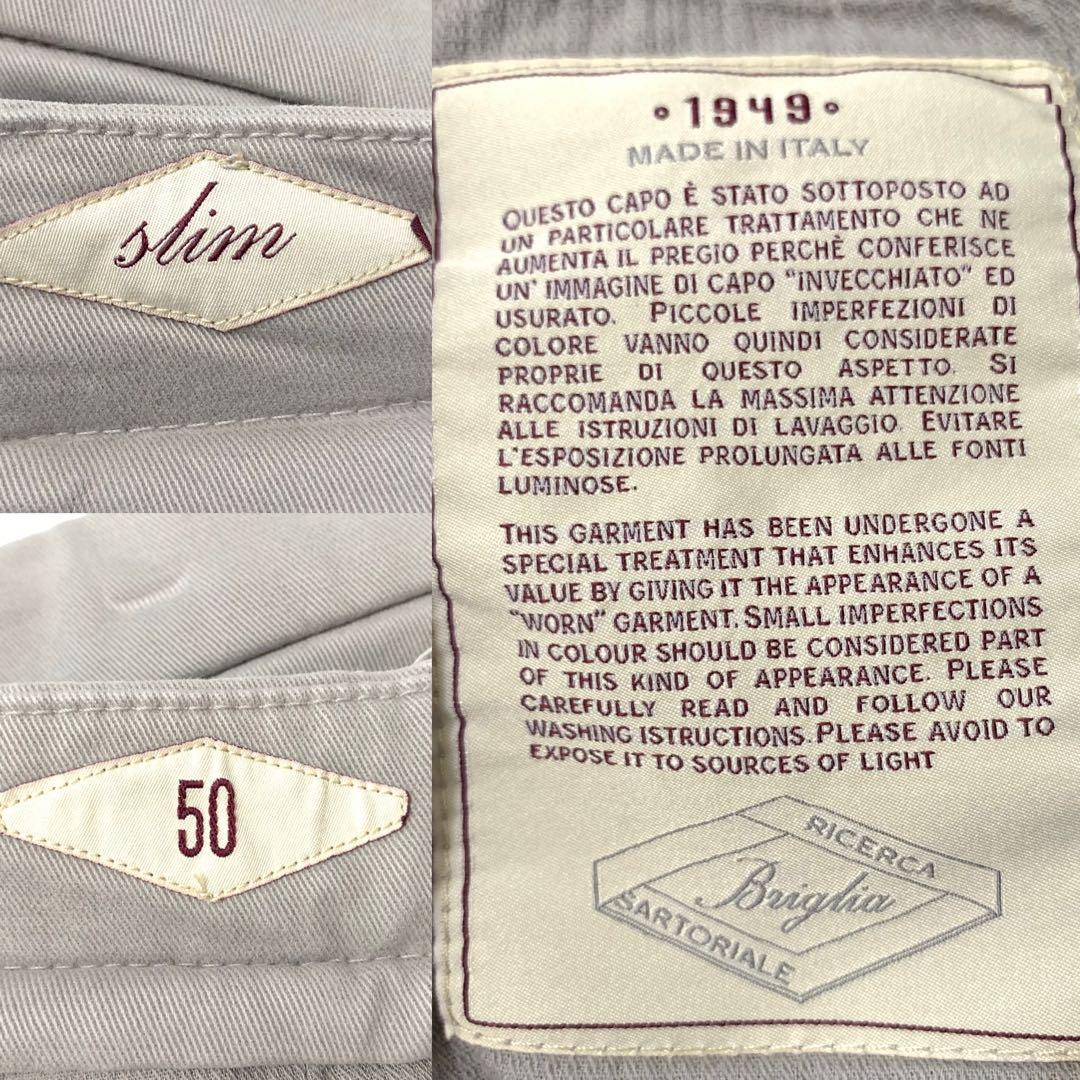 slim
50
• 1949 •
MADE IN ITALY
QUESTO CAPO È STATO SOTTOPOSTO AD
UN PARTICOLARE TRATTAMENTO CHE NE
AUMENTA IL PREGIO PERCHÈ CONFERISCE
UN' IMMAGINE DI CAPO "INVECCHIATO" ED
USURATO. PICCOLE IMPERFEZIONI DI
COLORE VANNO QUINDI CONSIDERATE
PROPRIE DI QUESTO ASPETTO. SI
RACCOMANDA LA MASSIMA ATTENZIONE
ALLE ISTRUZIONI DI LAVAGGIO. EVITARE
L'ESPOSIZIONE PROLUNGATA ALLE FONTI
LUMINOSE.
THIS GARMENT HAS BEEN UNDERGONE A
SPECIAL TREATMENT THAT ENHANCES ITS
VALUE BY GIVING IT THE APPEARANCE OF A
"WORN" GARMENT. SMALL IMPERFECTIONS
IN COLOUR SHOULD BE CONSIDERED PART
OF THIS KIND OF APPEARANCE. PLEASE
CAREFULLY READ AND FOLLOW OUR
WASHING ISTRUCTIONS. PLEASE AVOID TO
EXPOSE IT TO SOURCES OF LIGHT
RICERCA
Briglia
SARTORIALE